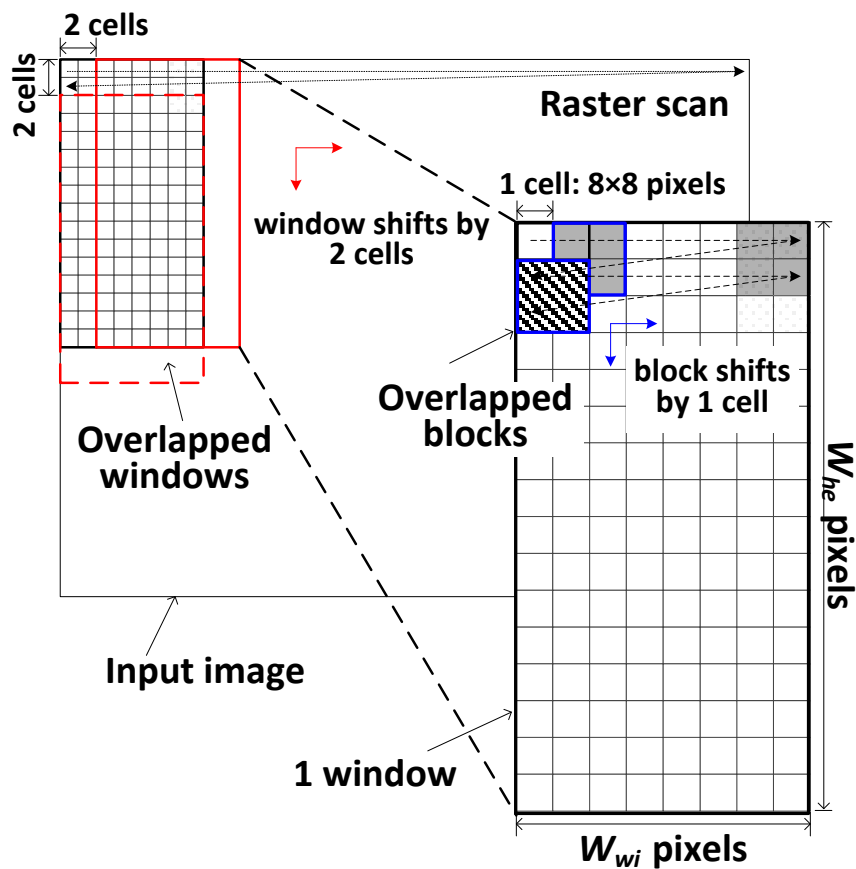 2 cells
2 cells
Raster scan
1 cell: 8×8 pixels
window shifts by
2 cells
Overlapped
windows
Overlapped
blocks
block shifts
by 1 cell
W_he pixels
Input image
1 window
W_wi pixels